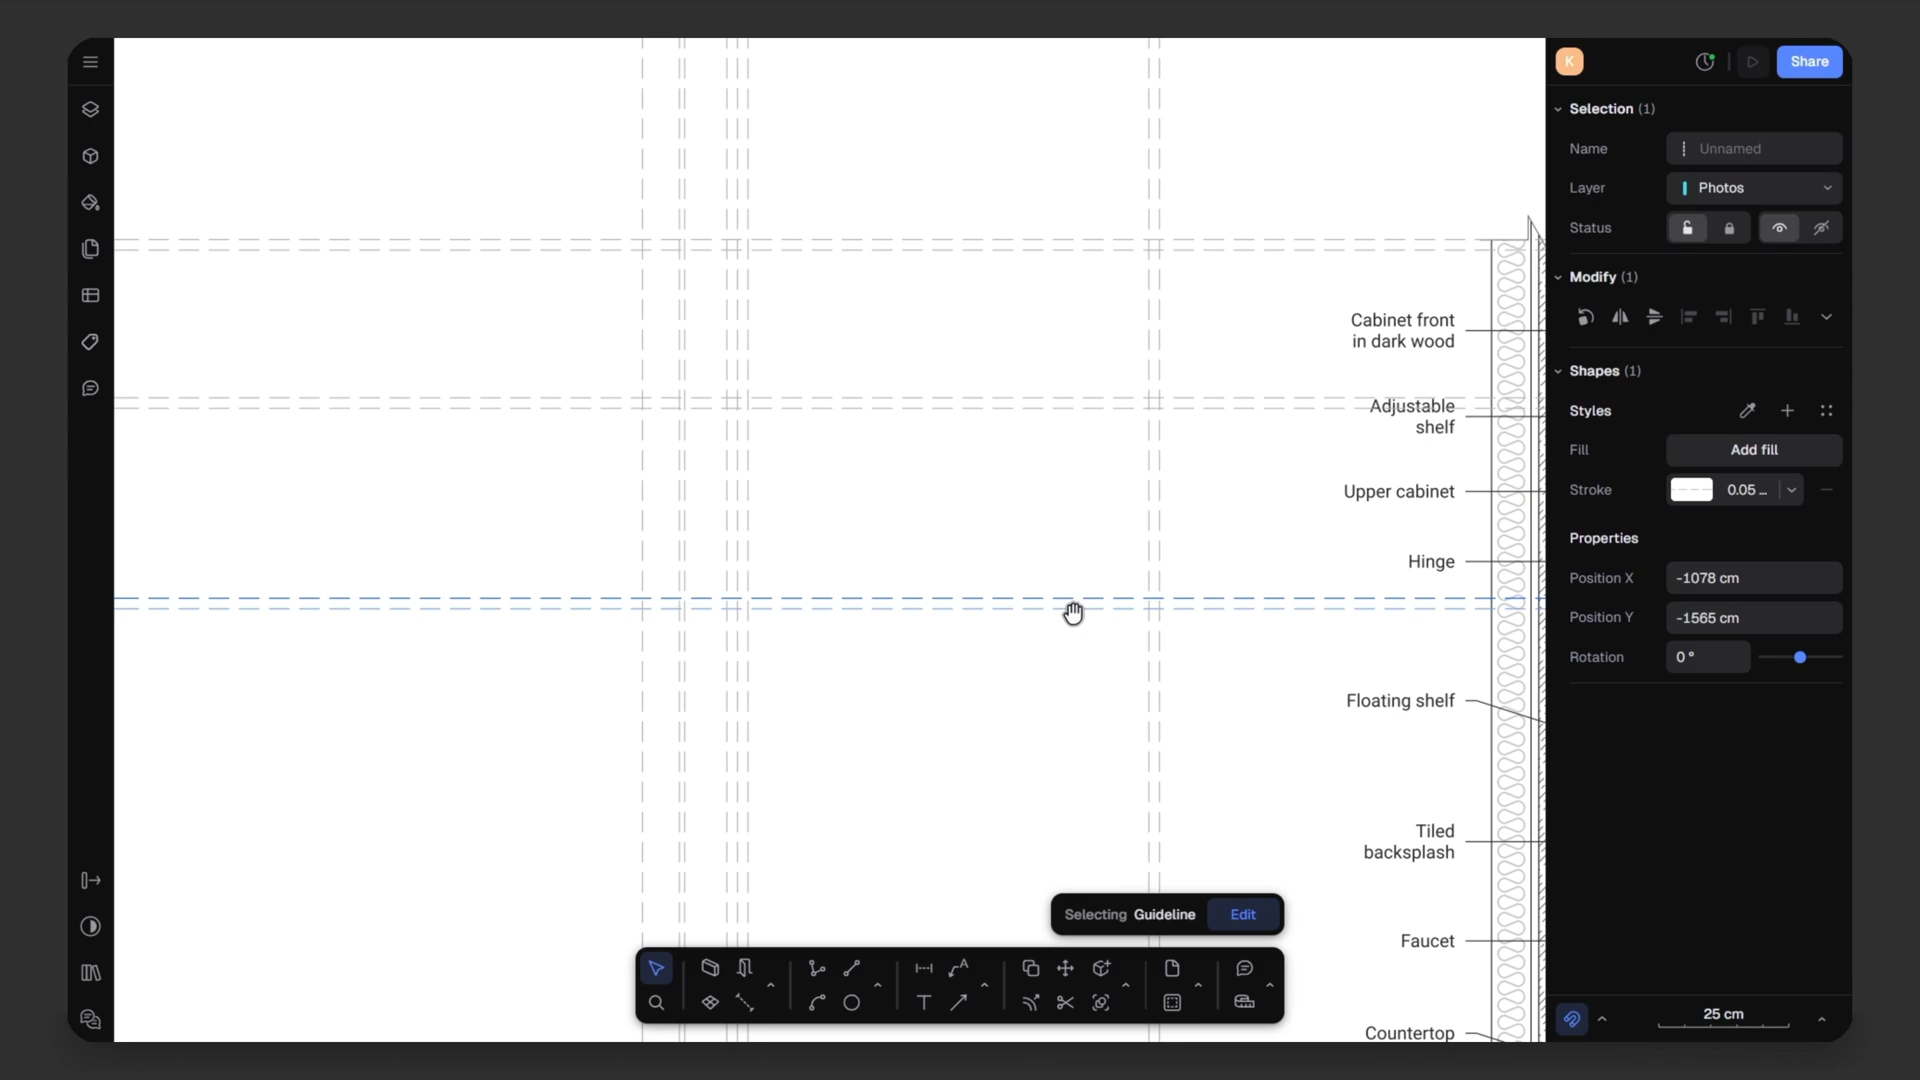 K
Share
Selection (1)
Name
Unnamed
Layer
Photos
Status
Modify (1)
Shapes (1)
Styles
Fill
Add fill
Stroke
0.05 ...
Properties
Position X
-1078 cm
Position Y
-1565 cm
Rotation
0 °
Cabinet front
in dark wood
Adjustable
shelf
Upper cabinet
Hinge
Floating shelf
Tiled
backsplash
Faucet
Countertop
Selecting Guideline
Edit
25 cm